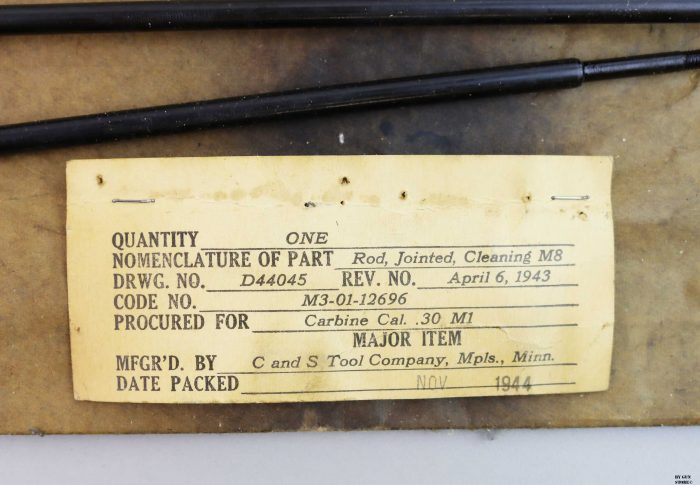 QUANTITY ONE
NOMENCLATURE OF PART Rod, Jointed, Cleaning M8
DRWG. NO. D44045 REV. NO. April 6, 1943
CODE NO. M3-01-12696
PROCURED FOR Carbine Cal. .30 M1
MAJOR ITEM
MFGR'D. BY C and S Tool Company, Mpls., Minn.
DATE PACKED NOV 1944